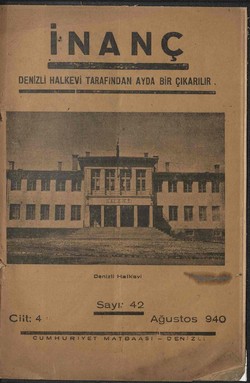 İNANÇ
DENİZLİ HALKEVİ TARAFINDAN AYDA BİR ÇIKARILIR.
Denizli Halkevi
Sayı: 42
Cilt: 4 Ağustos 940
CUMHURİYET MATBAASI - DENİZLİ